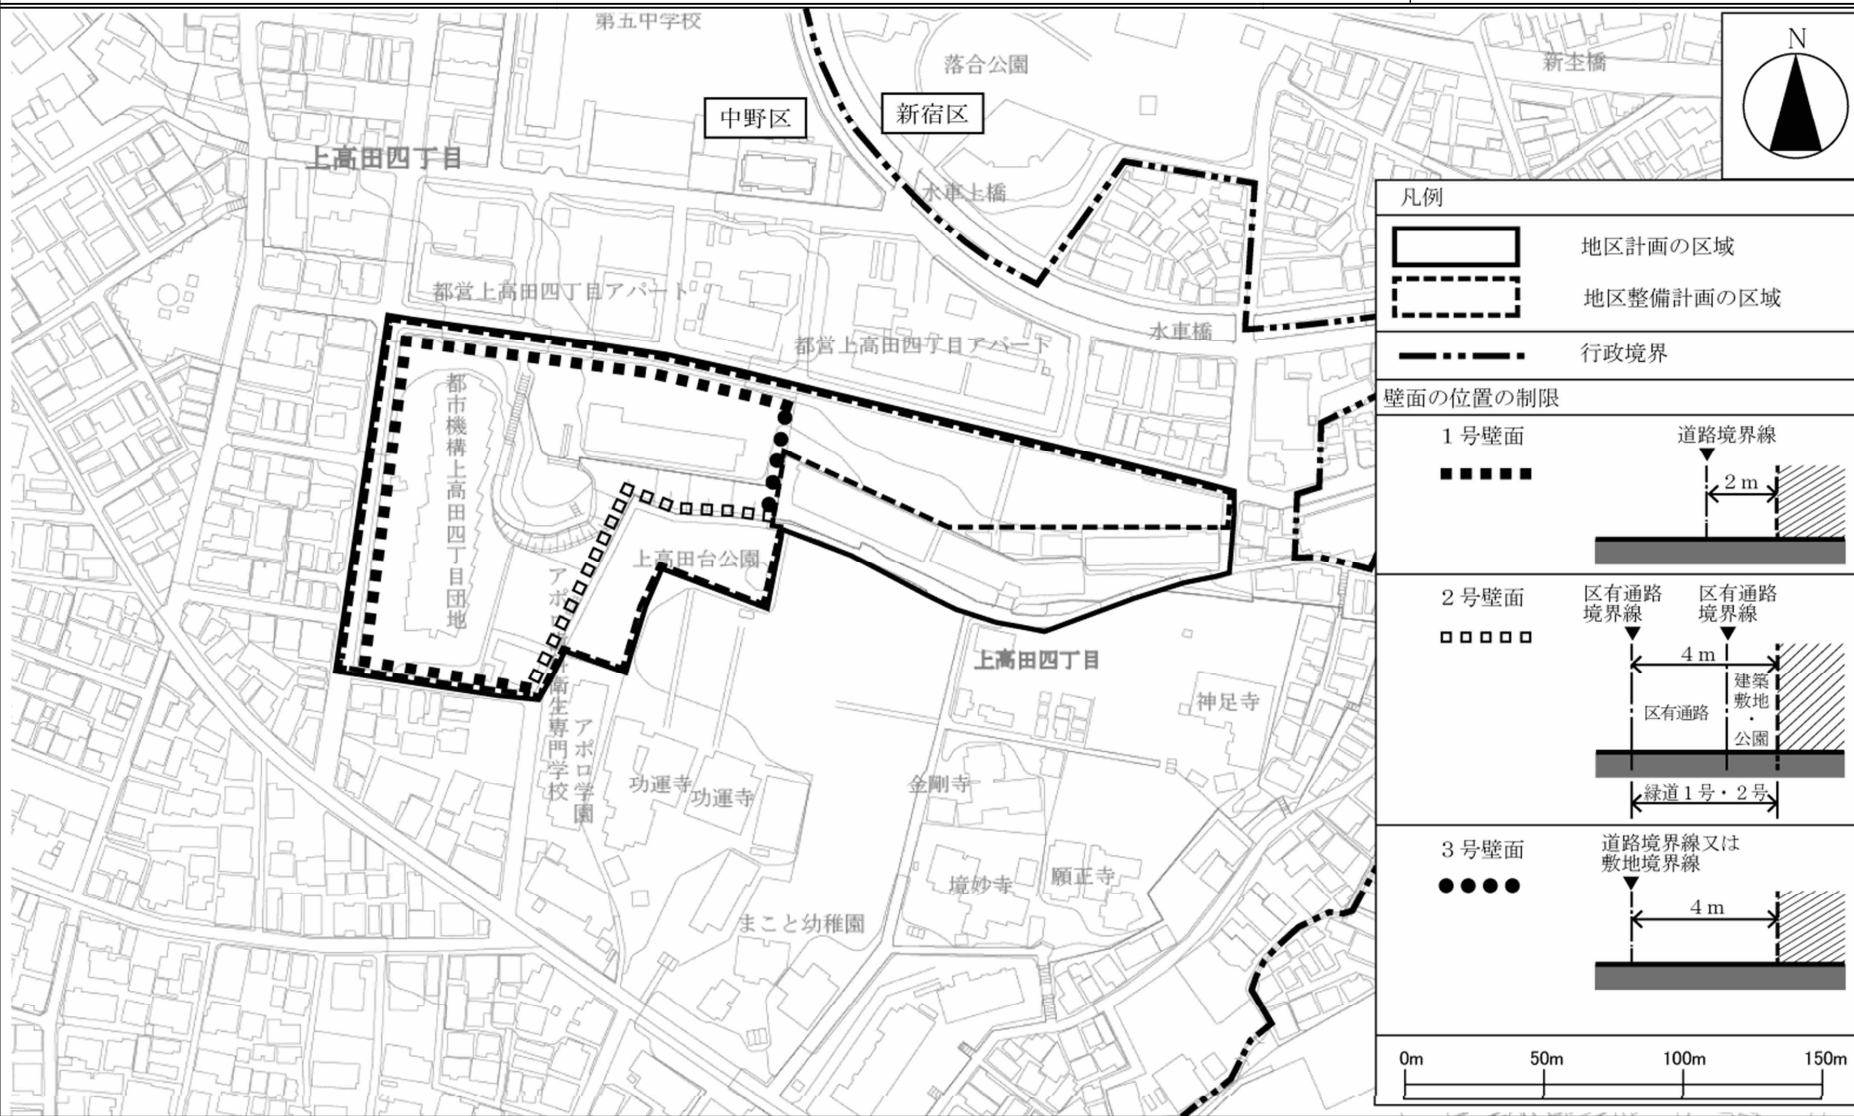 第五中学校
落合公園
新杢橋
N
中野区
新宿区
上高田四丁目
水車上橋
都営上高田四丁目アパート
都営上高田四丁目アパート
水車橋
都市機構上高田四丁目団地
上高田台公園
上高田四丁目
神足寺
衛生専門学校
アポロ学園
功運寺
功運寺
金剛寺
境妙寺
願正寺
まこと幼稚園
凡例
地区計画の区域
地区整備計画の区域
行政境界
壁面の位置の制限
1号壁面
道路境界線
2m
2号壁面
区有通路
境界線
区有通路
境界線
4m
区有通路
建築
敷地
・
公園
緑道1号・2号
3号壁面
道路境界線又は
敷地境界線
4m
0m
50m
100m
150m